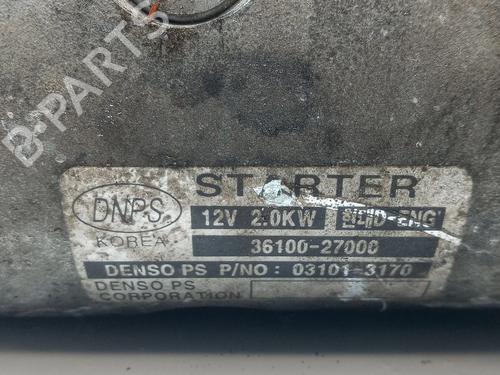 B-PARTS
STARTER
DNPS
KOREA
12V 2.0KW
36100-27000
DENSO PS P/NO : 03101-3170
DENSO PS
CORPORATION